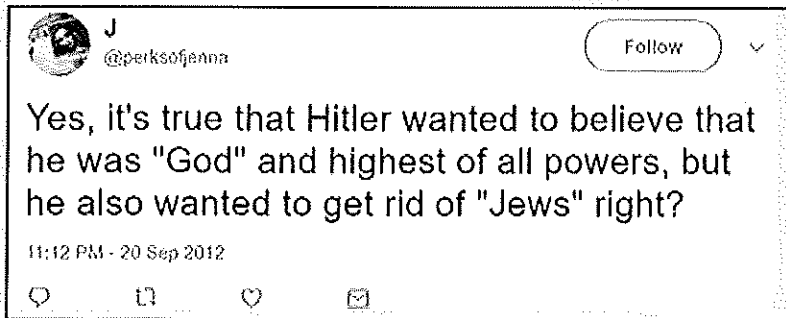 J
@perksofjenna
Follow
Yes, it's true that Hitler wanted to believe that
he was "God" and highest of all powers, but
he also wanted to get rid of "Jews" right?
11:12 PM - 20 Sep 2012